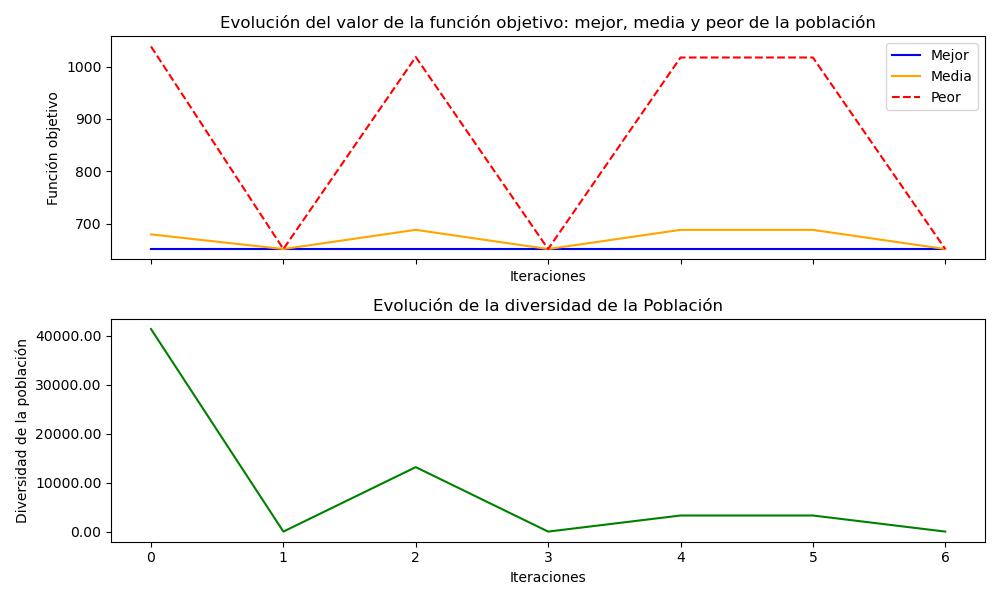 Evolución del valor de la función objetivo: mejor, media y peor de la población
Función objetivo
1000
900
800
700
Mejor
Media
Peor
Iteraciones
Evolución de la diversidad de la Población
Diversidad de la población
40000.00
30000.00
20000.00
10000.00
0.00
0 1 2 3 4 5 6
Iteraciones